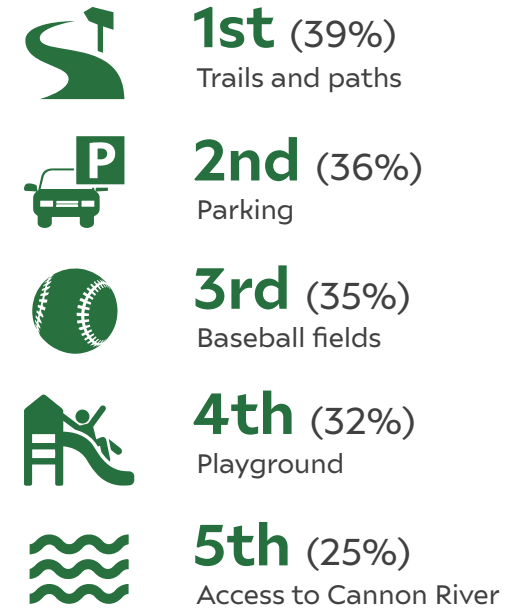 1st (39%)
Trails and paths
P
2nd (36%)
Parking
3rd (35%)
Baseball fields
4th (32%)
Playground
5th (25%)
Access to Cannon River